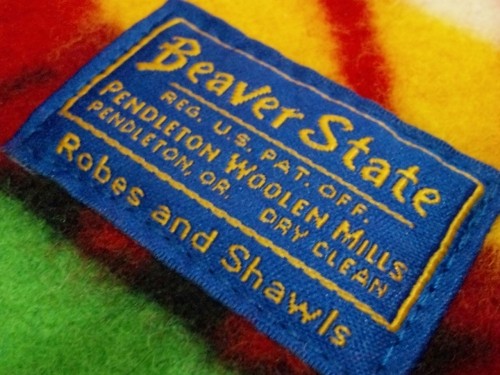 Beaver State
REG. U.S. PAT. OFF.
PENDLETON WOOLEN MILLS
PENDLETON, OR. DRY CLEAN
Robes and Shawls